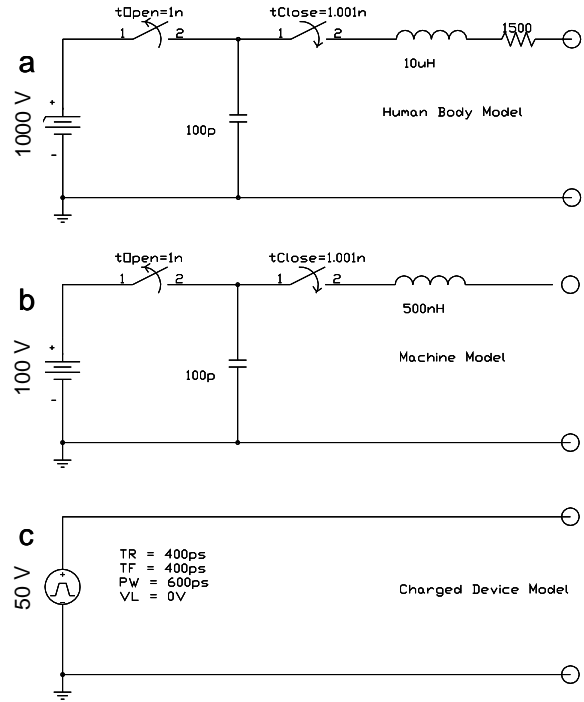 tOpen=1n tClose=1.001n 1500
1 2 1 2
a
10uH
1000 V
+
-
100p
Human Body Model
tOpen=1n tClose=1.001n
1 2 1 2
b
500nH
100 V
+
-
100p
Machine Model
c
50 V
+
-
TR = 400ps
TF = 400ps
PW = 600ps
VL = 0V
Charged Device Model